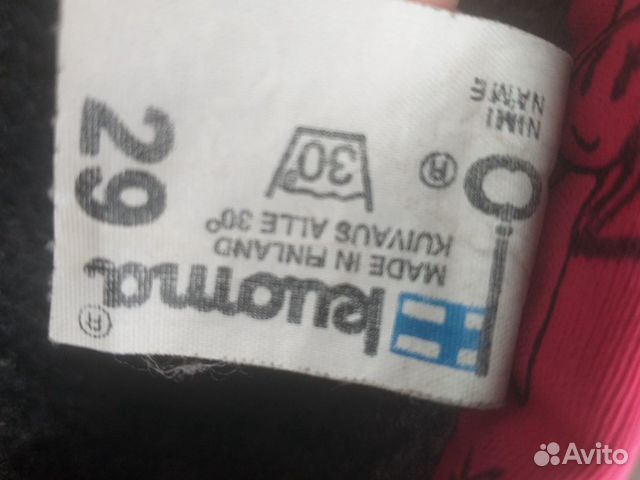 kuoma ®
MADE IN FINLAND
KUIVAUS ALLE 30°
30°
29
®
NIMI
NAME
Avito